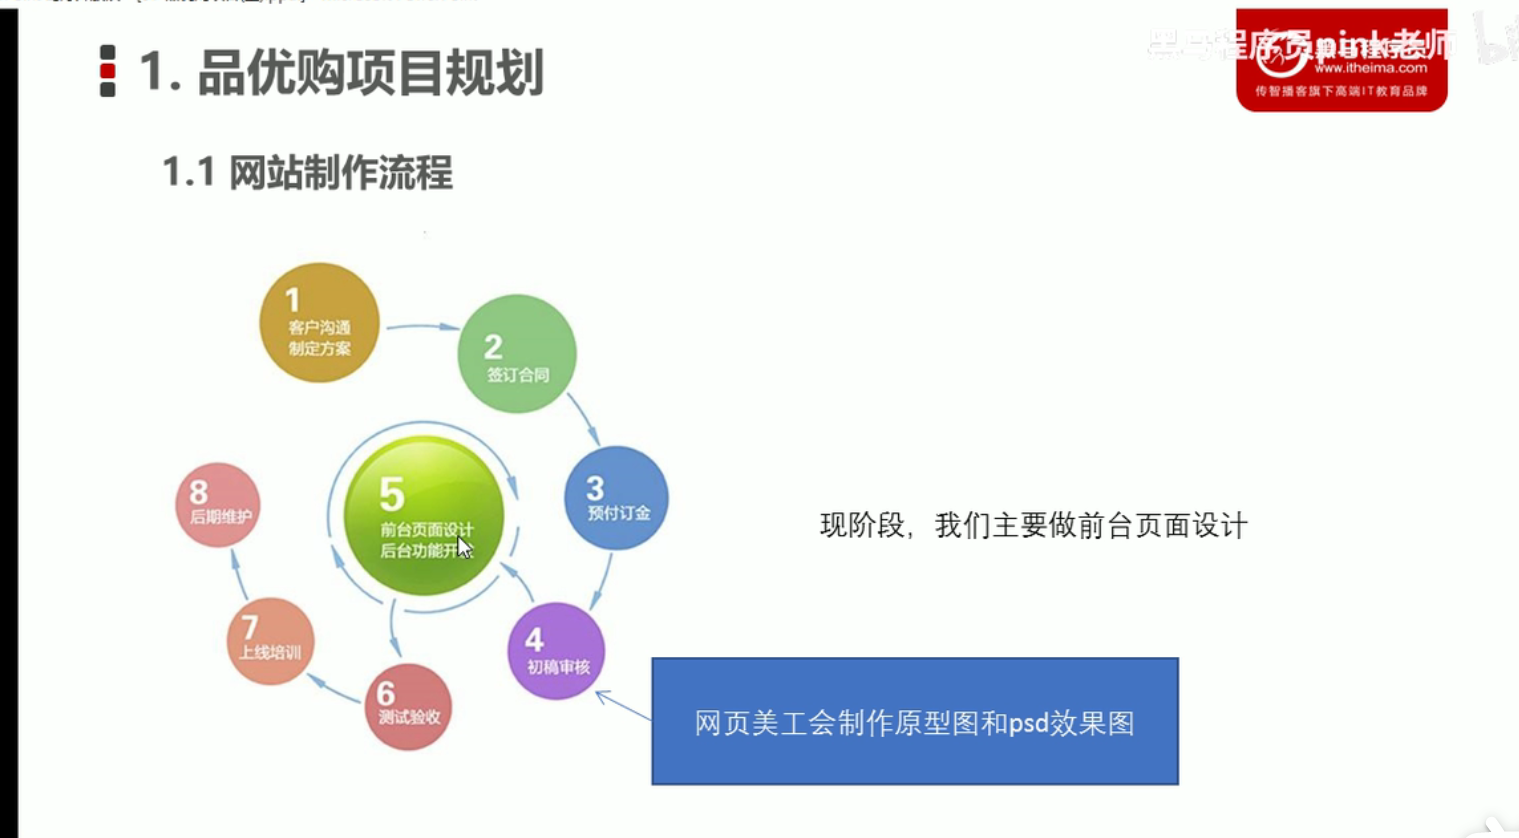 1. 品优购项目规划
黑马程序员pink老师
www.itheima.com
传智播客旗下高端IT教育品牌
1.1 网站制作流程
1
客户沟通
制定方案
2
签订合同
3
预付订金
4
初稿审核
5
前台页面设计
后台功能开
6
测试验收
7
上线培训
8
后期维护
现阶段，我们主要做前台页面设计
网页美工会制作原型图和psd效果图